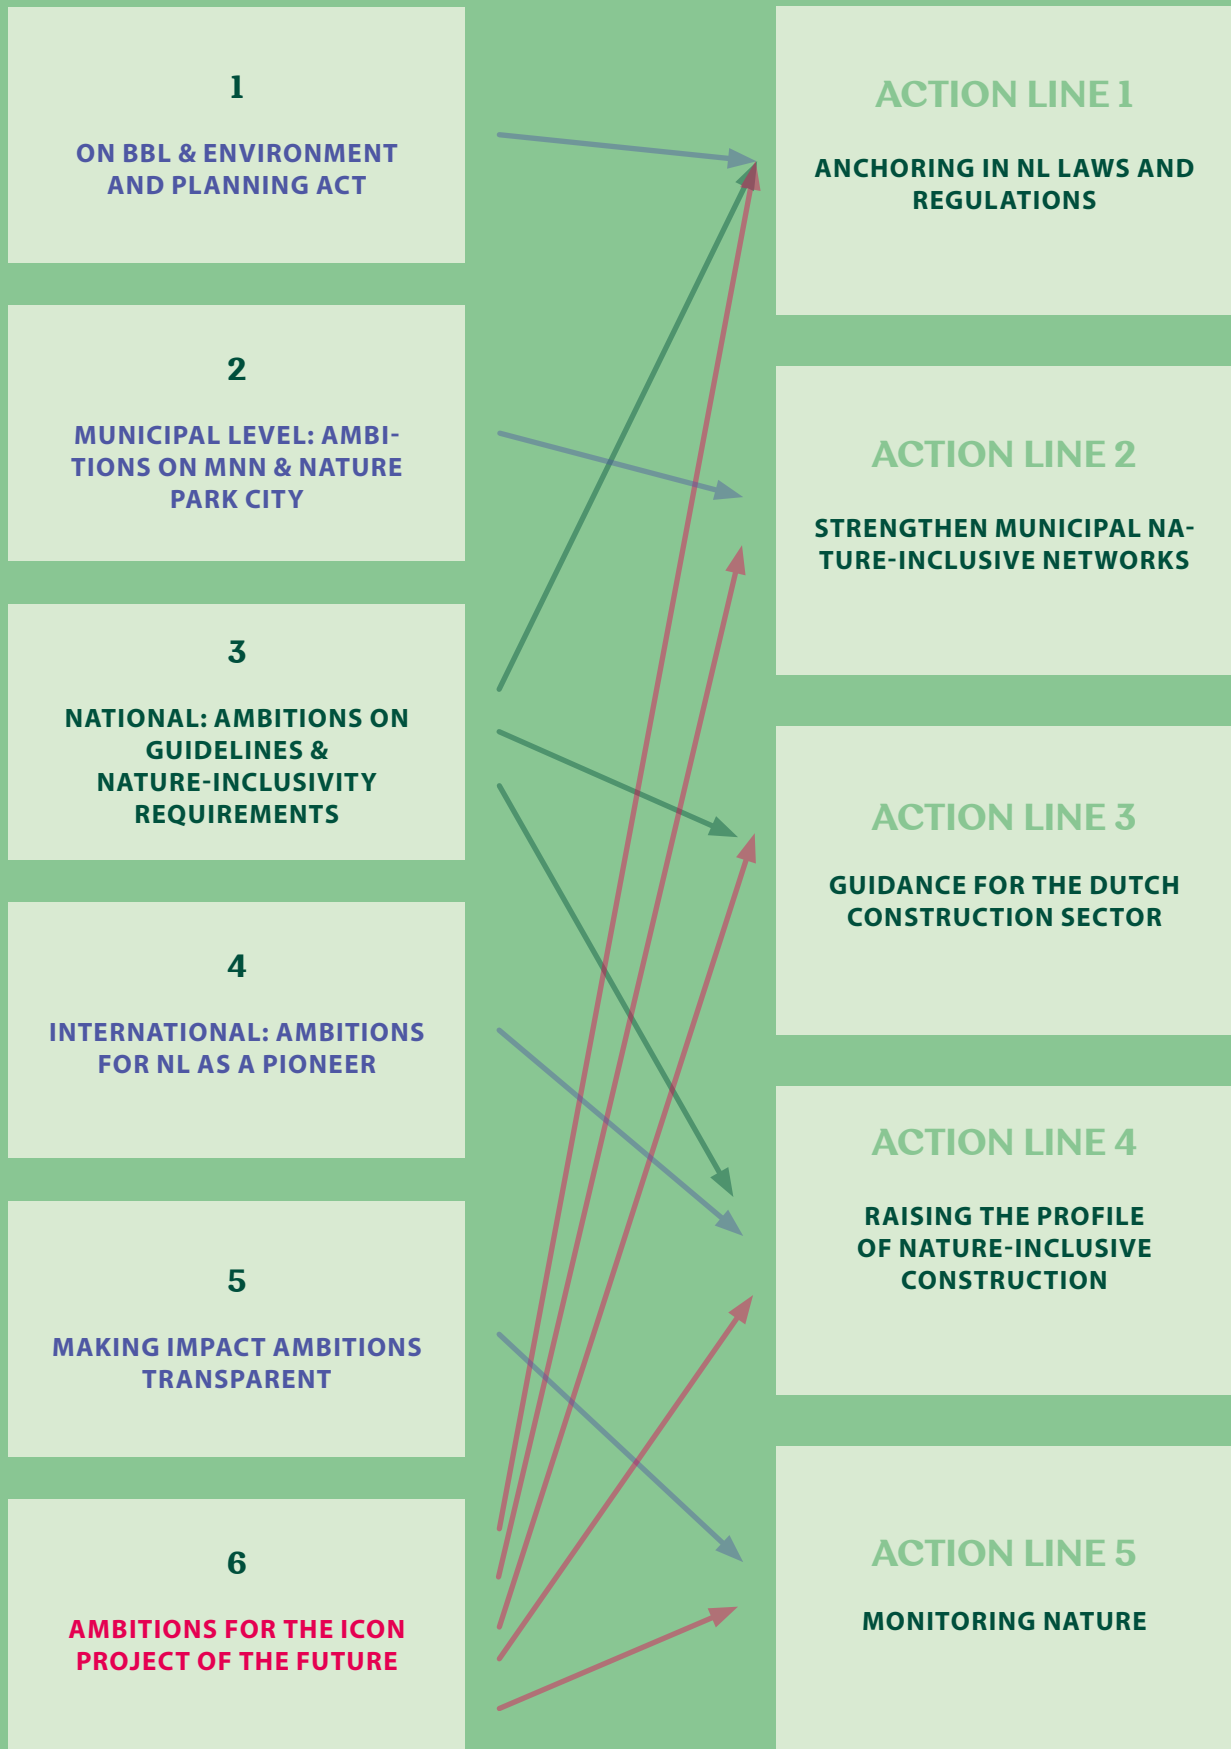 1
ON BBL & ENVIRONMENT
AND PLANNING ACT
2
MUNICIPAL LEVEL: AMBI-
TIONS ON MNN & NATURE
PARK CITY
3
NATIONAL: AMBITIONS ON
GUIDELINES &
NATURE-INCLUSIVITY
REQUIREMENTS
4
INTERNATIONAL: AMBITIONS
FOR NL AS A PIONEER
5
MAKING IMPACT AMBITIONS
TRANSPARENT
6
AMBITIONS FOR THE ICON
PROJECT OF THE FUTURE
ACTION LINE 1
ANCHORING IN NL LAWS AND
REGULATIONS
ACTION LINE 2
STRENGTHEN MUNICIPAL NA-
TURE-INCLUSIVE NETWORKS
ACTION LINE 3
GUIDANCE FOR THE DUTCH
CONSTRUCTION SECTOR
ACTION LINE 4
RAISING THE PROFILE
OF NATURE-INCLUSIVE
CONSTRUCTION
ACTION LINE 5
MONITORING NATURE